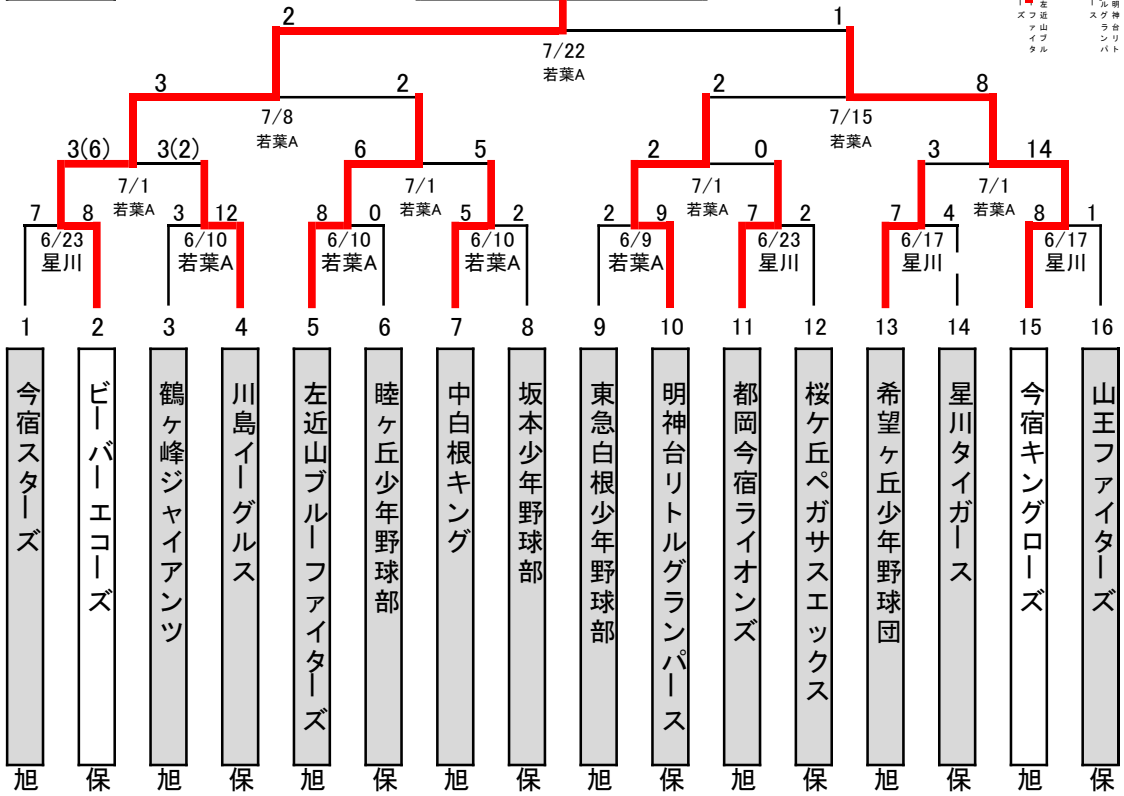 2 1
7/22
若葉A
3 2 2 8
7/8 7/15
若葉A 若葉A
3(6) 3(2) 6 5 2 0 3 14
7/1 7/1 7/1 7/1
若葉A 若葉A 若葉A 若葉A
7 8 3 12 8 0 5 2 2 9 7 2 7 4 8 1
6/23 6/10 6/10 6/10 6/9 6/23 6/17 6/17
星川 若葉A 若葉A 若葉A 若葉A 星川 星川 星川
1 2 3 4 5 6 7 8 9 10 11 12 13 14 15 16
今宿スターズ
ビーバーエコーズ
鶴ヶ峰ジャイアンツ
川島イーグルス
左近山ブルーファイターズ
睦ヶ丘少年野球部
中白根キング
坂本少年野球部
東急白根少年野球部
明神台リトルグランパース
都岡今宿ライオンズ
桜ケ丘ペガサスエックス
希望ヶ丘少年野球団
星川タイガース
今宿キングローズ
山王ファイターズ
旭 保 旭 保 旭 保 旭 保 旭 保 旭 保 旭 保 旭 保